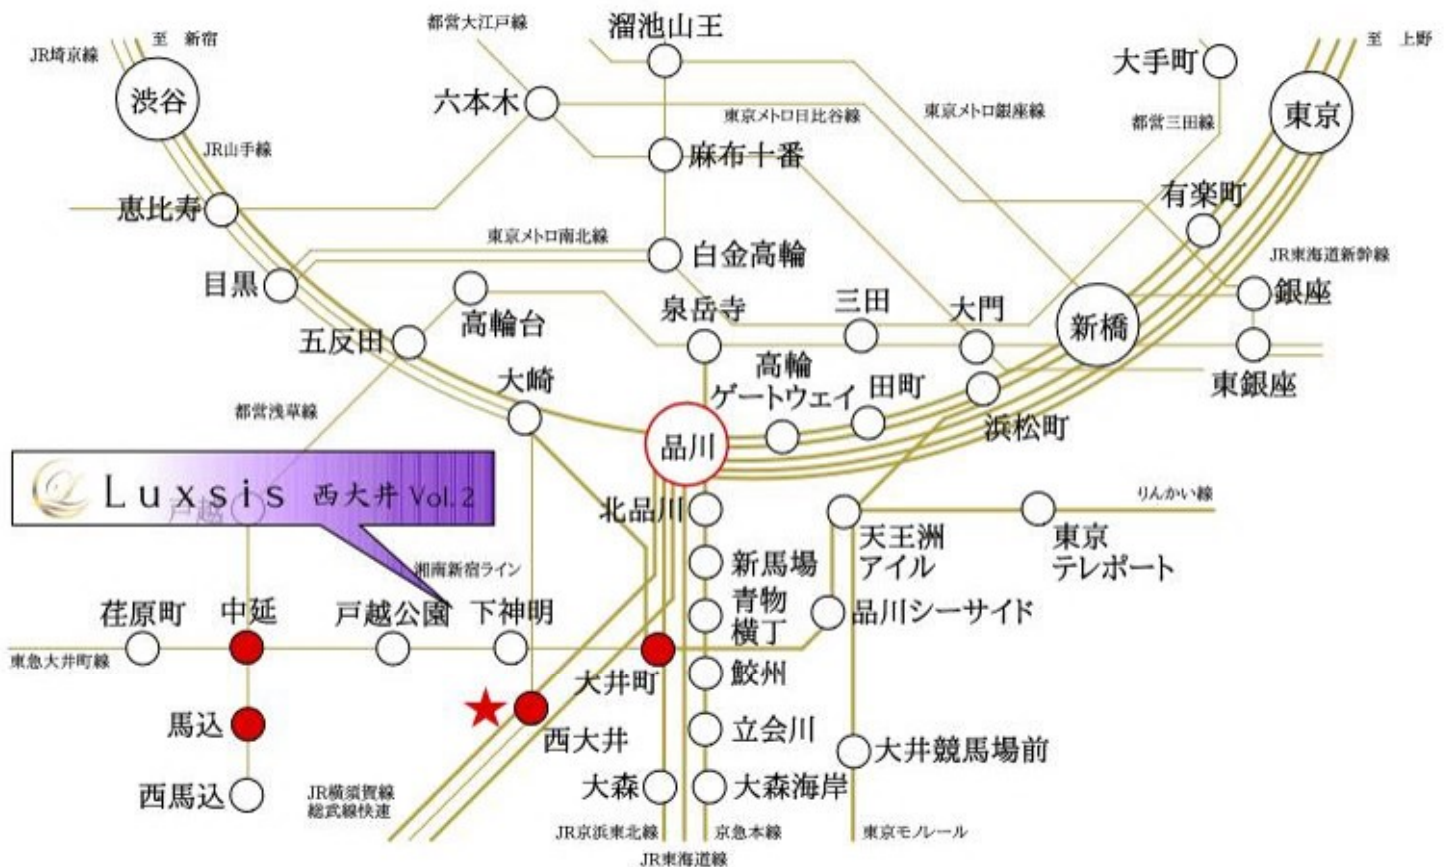 都営大江戸線
溜池山王
至 新宿
至 上野
JR埼京線
大手町
渋谷
六本木
東京メトロ日比谷線
東京メトロ銀座線
都営三田線
東京
JR山手線
麻布十番
有楽町
恵比寿
東京メトロ南北線
白金高輪
JR東海道新幹線
目黒
銀座
高輪台
泉岳寺
三田
大門
新橋
五反田
高輪
ゲートウェイ
田町
東銀座
大崎
都営浅草線
浜松町
品川
Luxsis 西大井 Vol.2
戸越
北品川
りんかい線
天王洲
アイル
東京
テレポート
湘南新宿ライン
新馬場
荏原町
中延
戸越公園
下神明
青物
横丁
品川シーサイド
東急大井町線
大井町
鮫州
馬込
西大井
立会川
大井競馬場前
西馬込
JR横須賀線
総武線快速
大森
大森海岸
JR京浜東北線
京急本線
東京モノレール
JR東海道線